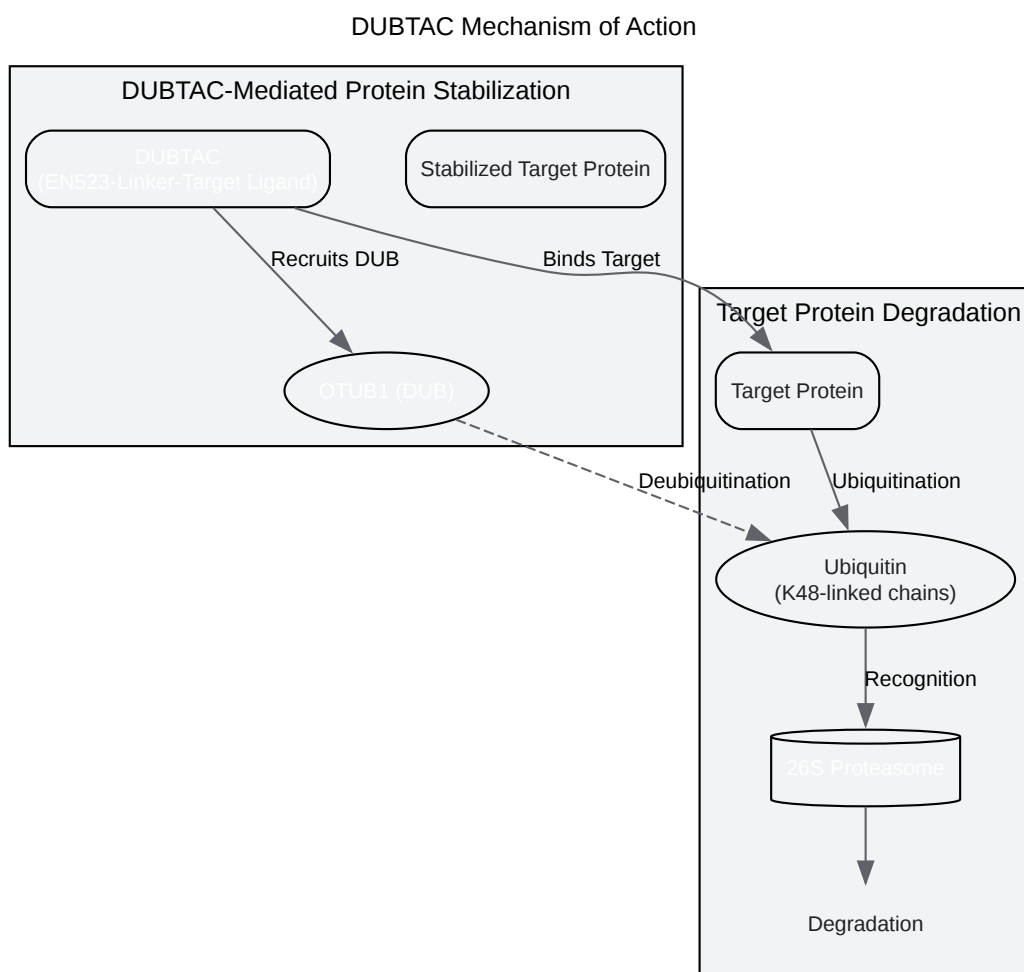 DUBTAC Mechanism of Action
DUBTAC-Mediated Protein Stabilization
DUBTAC
(EN523-Linker-Target Ligand)
Stabilized Target Protein
Recruits DUB
Binds Target
Target Protein Degradation
OTUB1 (DUB)
Target Protein
Deubiquitination
Ubiquitination
Ubiquitin
(K48-linked chains)
Recognition
26S Proteasome
Degradation